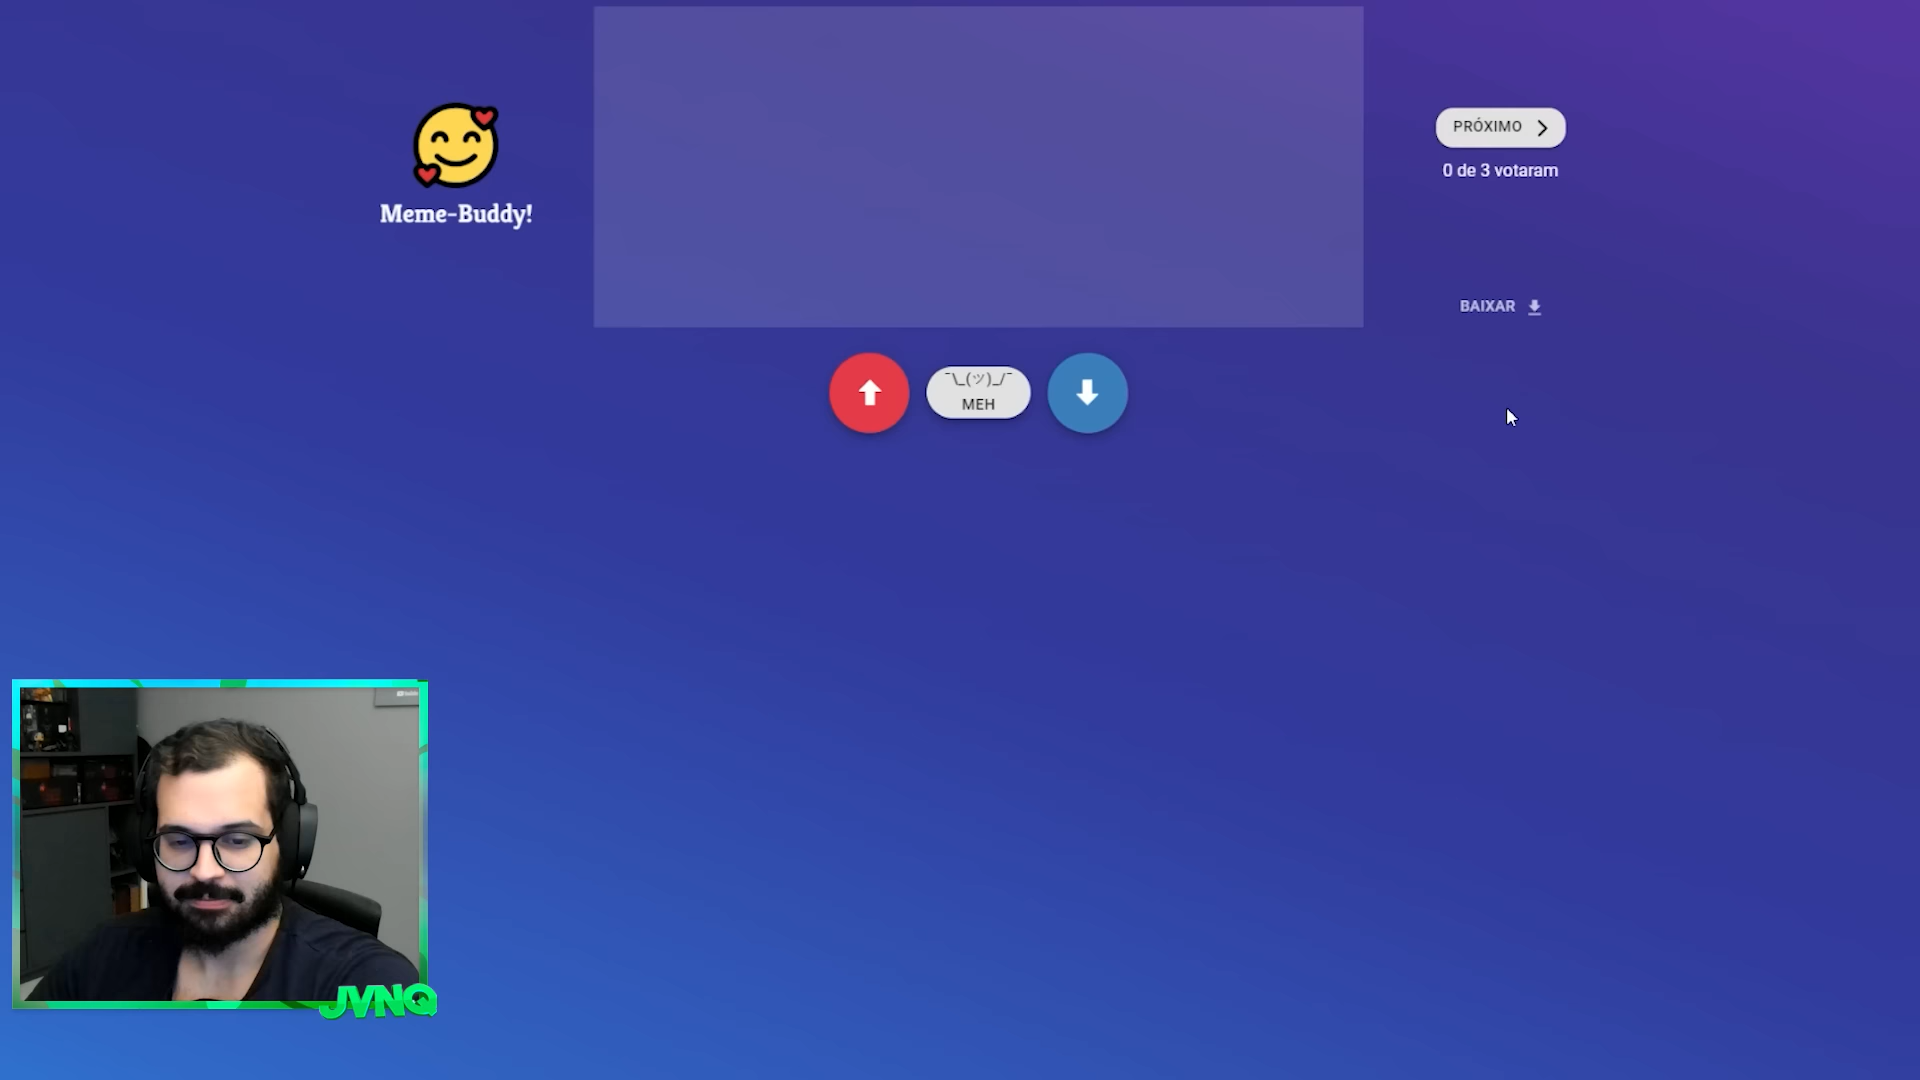 Meme-Buddy!
PRÓXIMO
0 de 3 votaram
BAIXAR
¯\_(ツ)_/¯
MEH
JVNQ